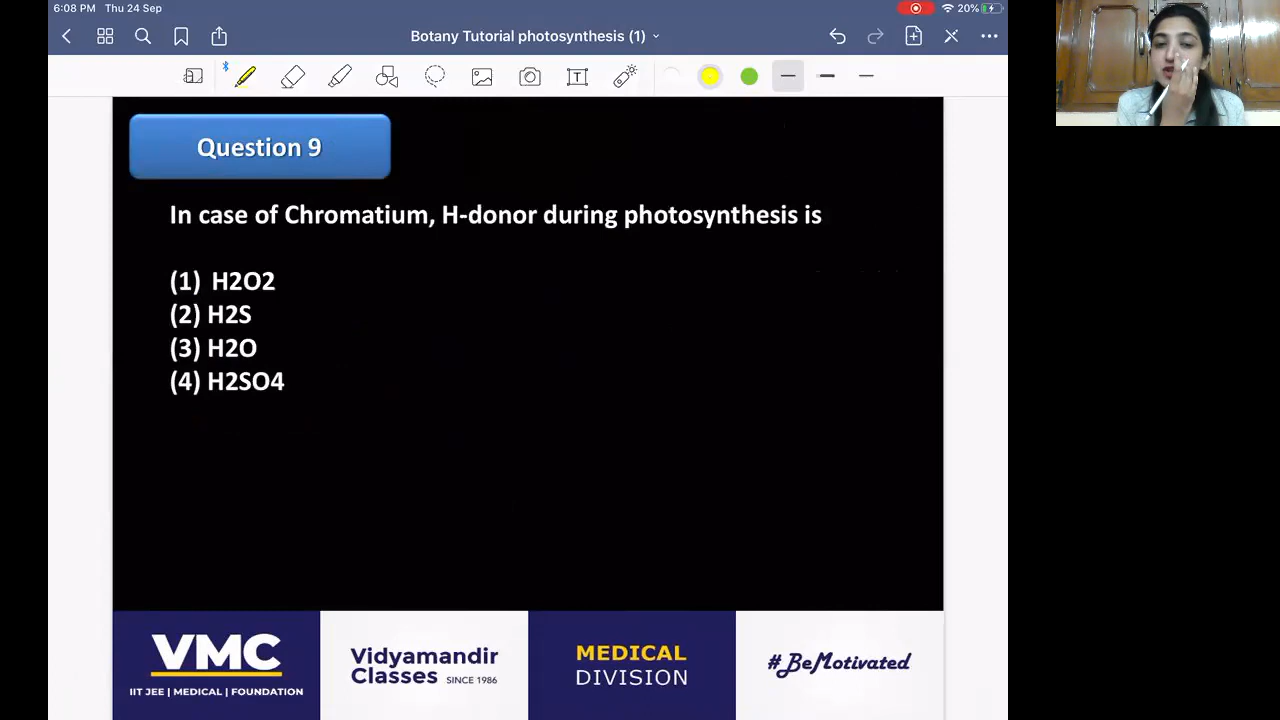 6:08 PM Thu 24 Sep
20%
Botany Tutorial photosynthesis (1)
T
Question 9
In case of Chromatium, H-donor during photosynthesis is
(1) H2O2
(2) H2S
(3) H2O
(4) H2SO4
VMC
IIT JEE | MEDICAL | FOUNDATION
Vidyamandir
Classes SINCE 1986
MEDICAL
DIVISION
#BeMotivated